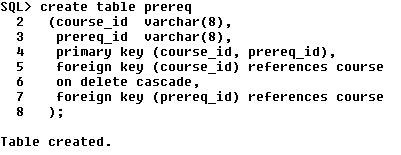 SQL> create table prereq
  2   (course_id  varchar(8),
  3    prereq_id  varchar(8),
  4    primary key (course_id, prereq_id),
  5    foreign key (course_id) references course
  6    on delete cascade,
  7    foreign key (prereq_id) references course
  8   );
Table created.